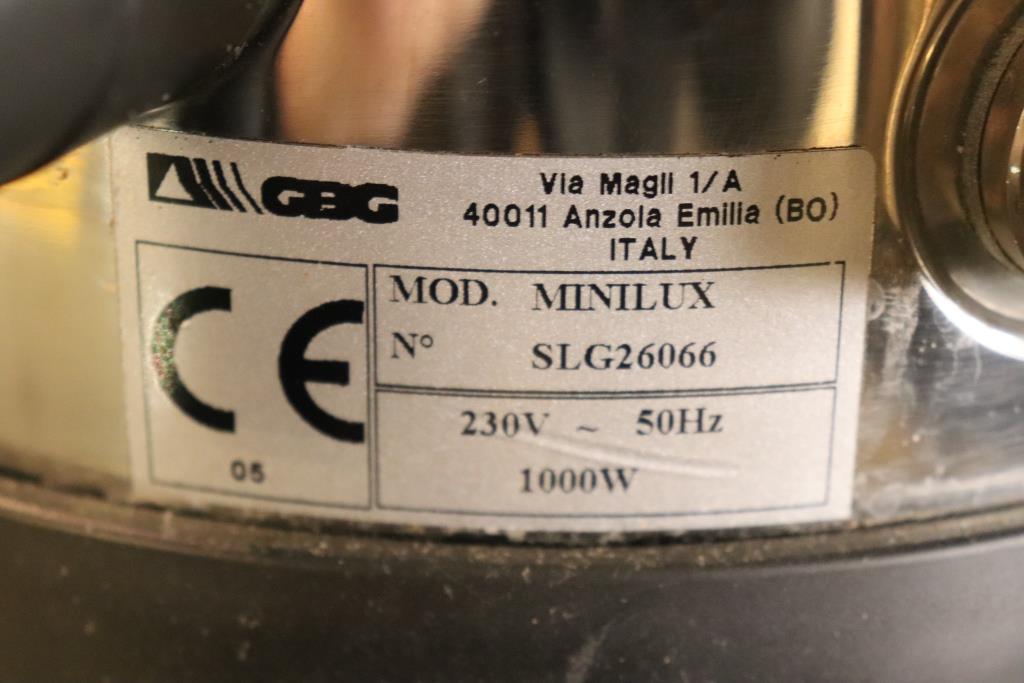 GBG
Via Magli 1/A
40011 Anzola Emilia (BO)
ITALY
CE
05
MOD. MINILUX
N° SLG26066
230V ~ 50Hz
1000W